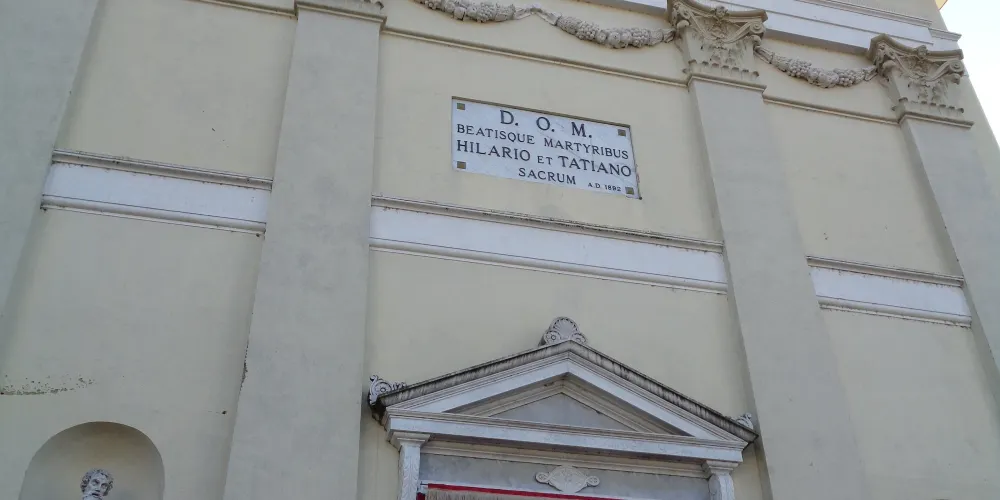 D. O. M.
BEATISQUE MARTYRIBUS
HILARIO ET TATIANO
SACRUM A.D. 1892